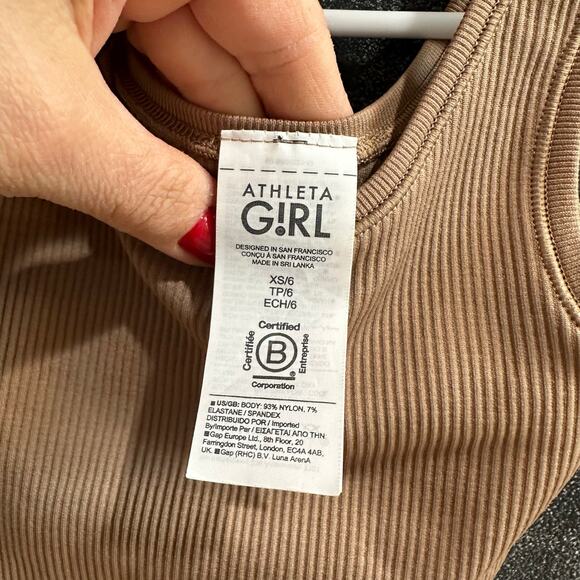 ATHLETA
G!RL
DESIGNED IN SAN FRANCISCO
CONÇU À SAN FRANCISCO
MADE IN SRI LANKA
XS/6
TP/6
ECH/6
Certified
Certifiée
B
Entreprise
Corporation
■ US/GB: BODY: 93% NYLON, 7%
ELASTANE / SPANDEX
DISTRIBUIDO POR / Imported
By/Importe Par / ΕΙΣΑΓΕΤΑΙ ΑΠΟ ΤΗΝ
■Gap Europe Ltd., 8th Floor, 20
Farringdon Street, London, EC4A 4AB,
UK. ■Gap (RHC) B.V. Luna ArenA